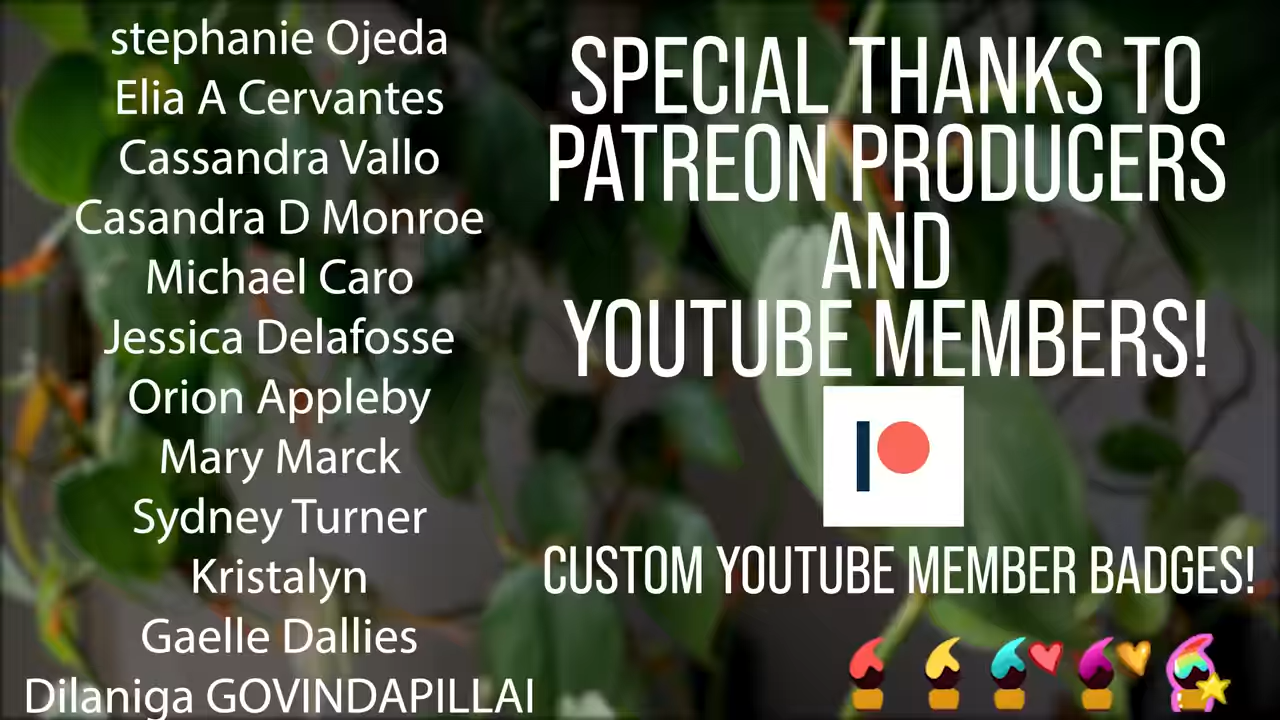 stephanie Ojeda
Elia A Cervantes
Cassandra Vallo
Casandra D Monroe
Michael Caro
Jessica Delafosse
Orion Appleby
Mary Marck
Sydney Turner
Kristalyn
Gaelle Dallies
Dilaniga GOVINDAPILLAI
SPECIAL THANKS TO
PATREON PRODUCERS
AND
YOUTUBE MEMBERS!
CUSTOM YOUTUBE MEMBER BADGES!